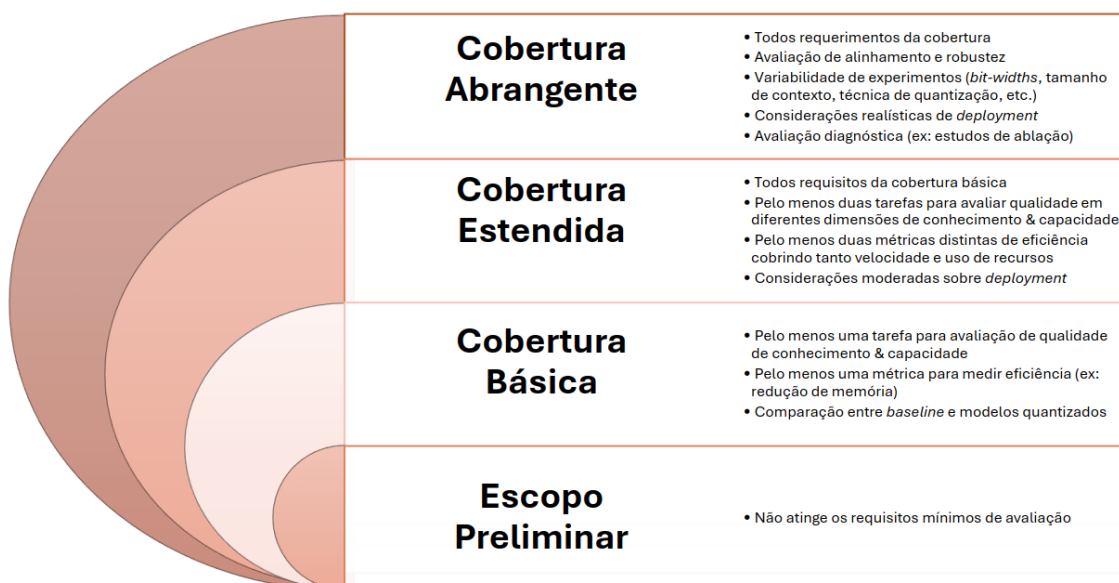 Cobertura
Abrangente
• Todos requerimentos da cobertura
• Avaliação de alinhamento e robustez
• Variabilidade de experimentos (bit-widths, tamanho
de contexto, técnica de quantização, etc.)
• Considerações realísticas de deployment
• Avaliação diagnóstica (ex: estudos de ablação)
Cobertura
Estendida
• Todos requisitos da cobertura básica
• Pelo menos duas tarefas para avaliar qualidade em
diferentes dimensões de conhecimento & capacidade
• Pelo menos duas métricas distintas de eficiência
cobrindo tanto velocidade e uso de recursos
• Considerações moderadas sobre deployment
Cobertura
Básica
• Pelo menos uma tarefa para avaliação de qualidade
de conhecimento & capacidade
• Pelo menos uma métrica para medir eficiência (ex:
redução de memória)
• Comparação entre baseline e modelos quantizados
Escopo
Preliminar
• Não atinge os requisitos mínimos de avaliação